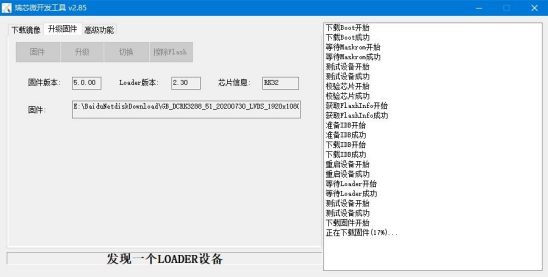 瑞芯微开发工具 v2.85
下载镜像 升级固件 高级功能
固件 升级 切换 擦除Flash
固件版本: 5.0.00 Loader版本: 2.30 芯片信息: RK32
固件: E:\BaiduNetdiskDownload\GB_DCRK3288_51_20200730_LVDS_1920x1080
发现一个LOADER设备
下载Boot开始
下载Boot成功
等待Maskrom开始
等待Maskrom成功
测试设备开始
测试设备成功
校验芯片开始
校验芯片成功
获取FlashInfo开始
获取FlashInfo成功
准备IDB开始
准备IDB成功
下载IDB开始
下载IDB成功
重启设备开始
重启设备成功
等待Loader开始
等待Loader成功
测试设备开始
测试设备成功
下载固件开始
正在下载固件(17%)...